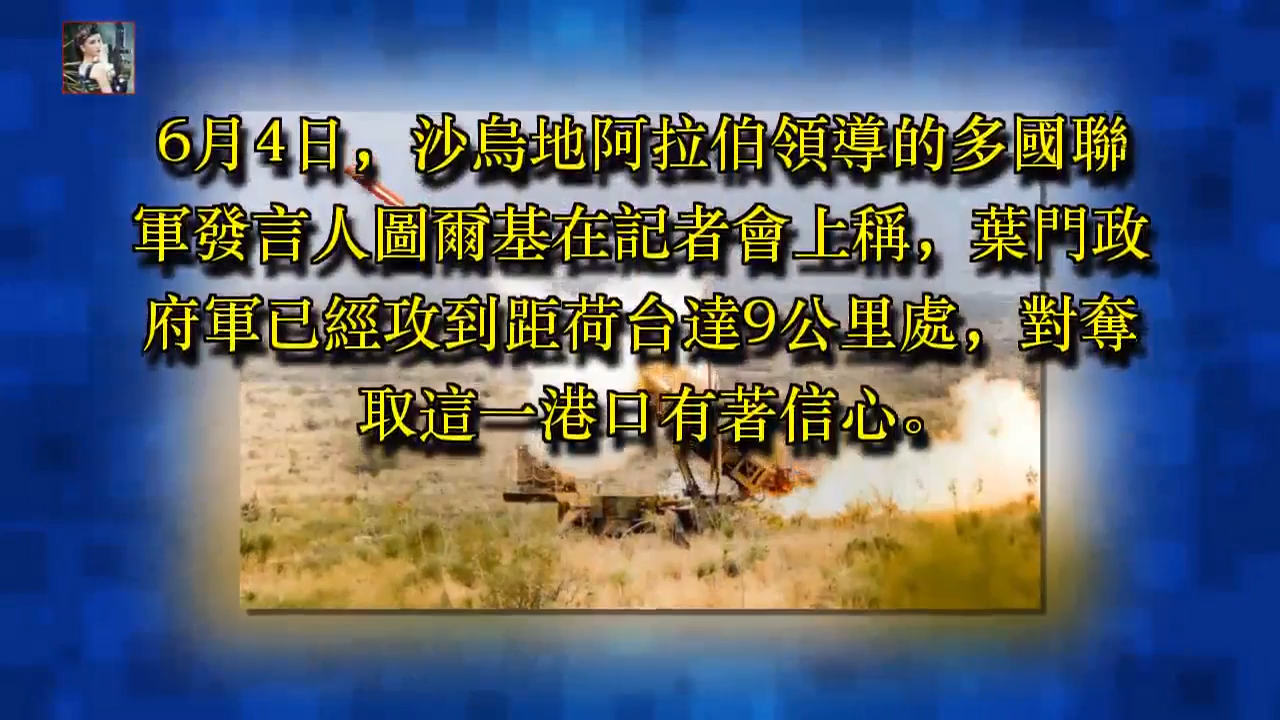 6月4日，沙烏地阿拉伯領導的多國聯
軍發言人圖爾基在記者會上稱，葉門政
府軍已經攻到距荷台達9公里處，對奪
取這一港口有著信心。